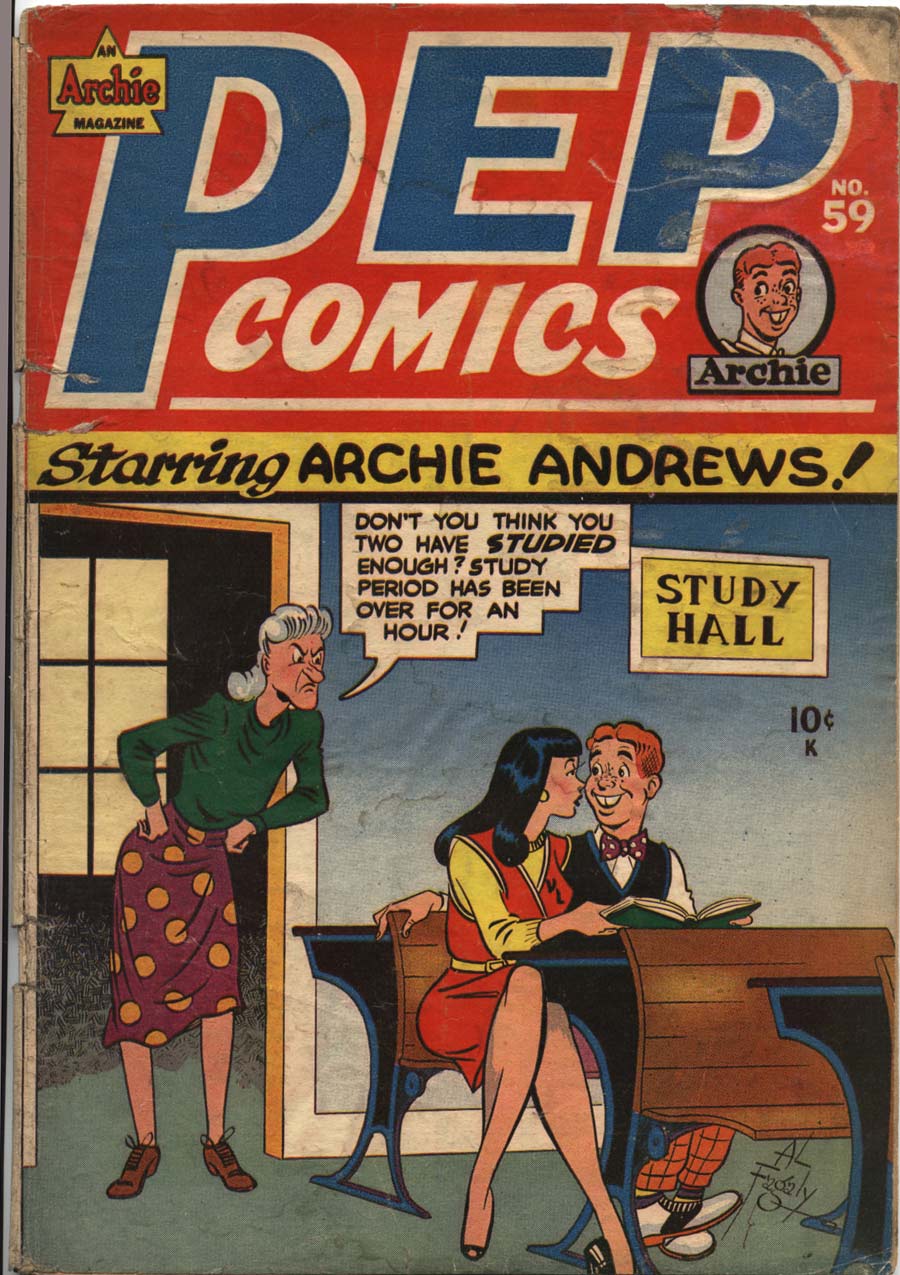 AN
Archie
MAGAZINE
PEP
COMICS
NO.
59
Archie
Starring ARCHIE ANDREWS!
DON'T YOU THINK YOU
TWO HAVE STUDIED
ENOUGH? STUDY
PERIOD HAS BEEN
OVER FOR AN
HOUR!
STUDY
HALL
10¢
K
AL